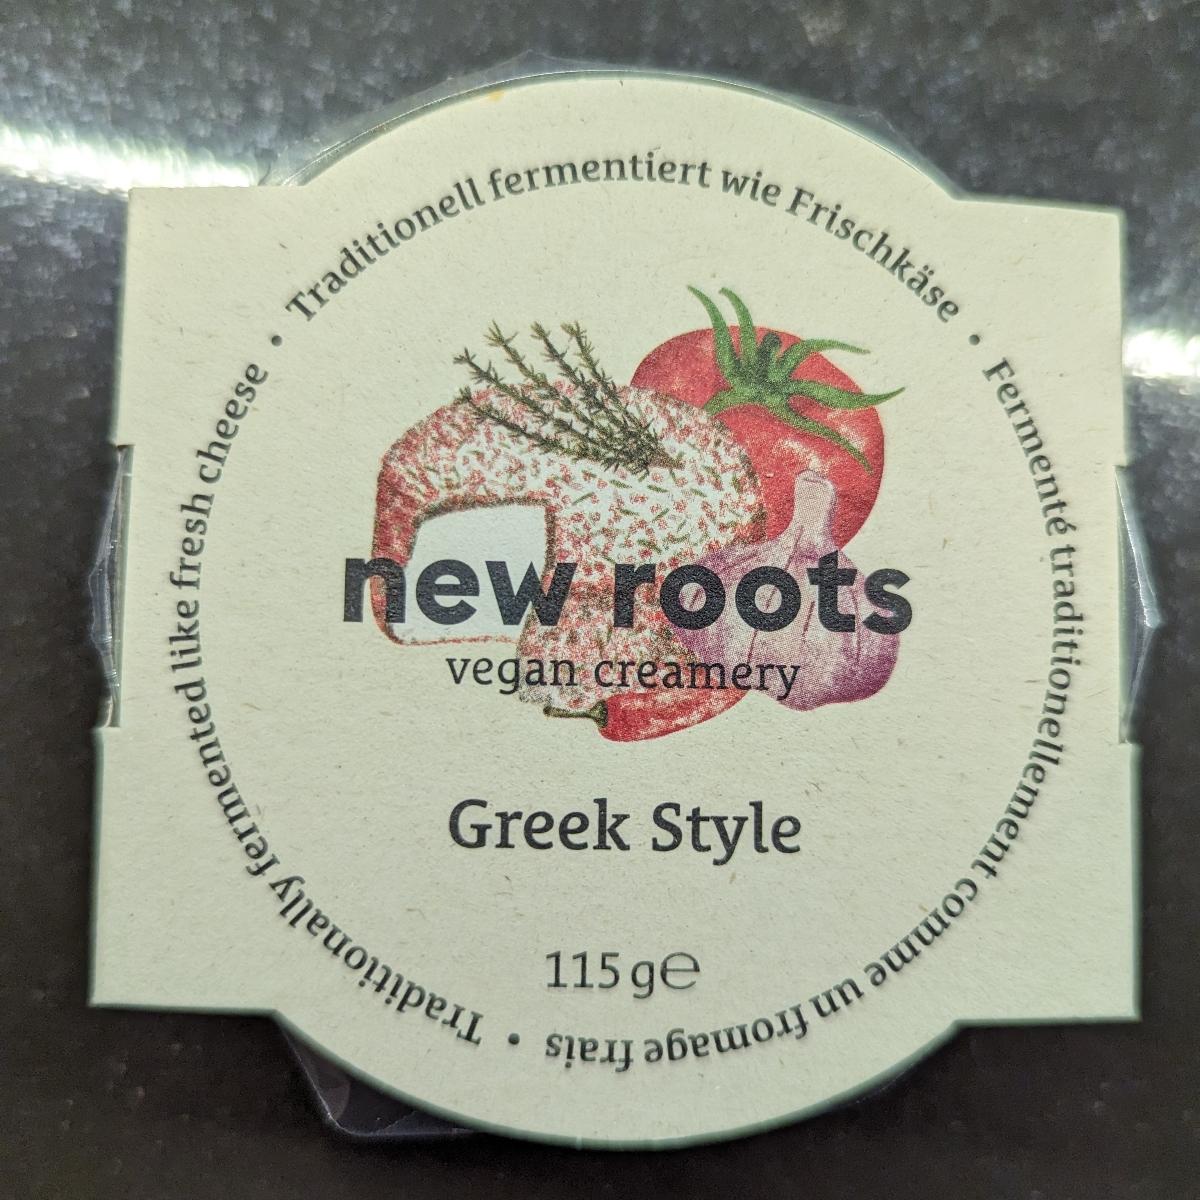 Traditionell fermentiert wie Frischkäse • Fermenté traditionellement comme un fromage frais • Traditionally fermented like fresh cheese •
new roots
vegan creamery
Greek Style
115 g℮